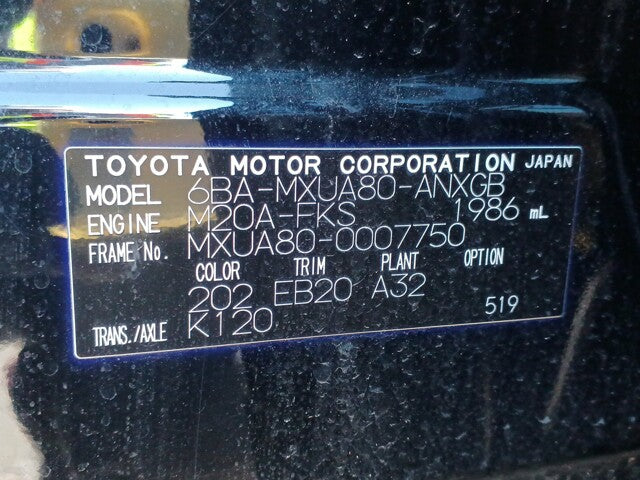 TOYOTA MOTOR CORPORATION JAPAN
MODEL 6BA-MXUA80-ANXGB
ENGINE M20A-FKS 1986 mL
FRAME No. MXUA80-0007750
COLOR TRIM PLANT OPTION
202 EB20 A32
TRANS./AXLE K120 519